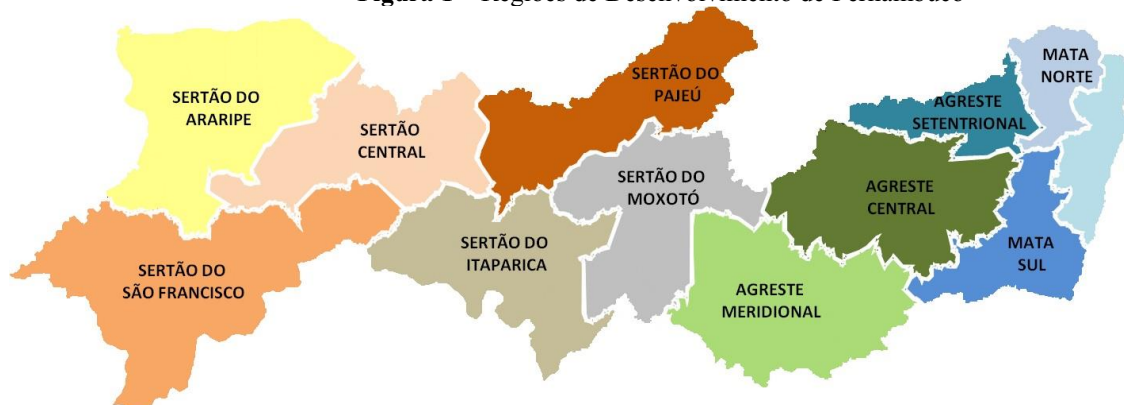 Figura 1 – Regiões de Desenvolvimento de Pernambuco
SERTÃO DO
ARARIPE
SERTÃO
CENTRAL
SERTÃO DO
PAJEÚ
AGRESTE
SETENTRIONAL
MATA
NORTE
SERTÃO DO
MOXOTÓ
AGRESTE
CENTRAL
SERTÃO DO
SÃO FRANCISCO
SERTÃO DO
ITAPARICA
AGRESTE
MERIDIONAL
MATA
SUL